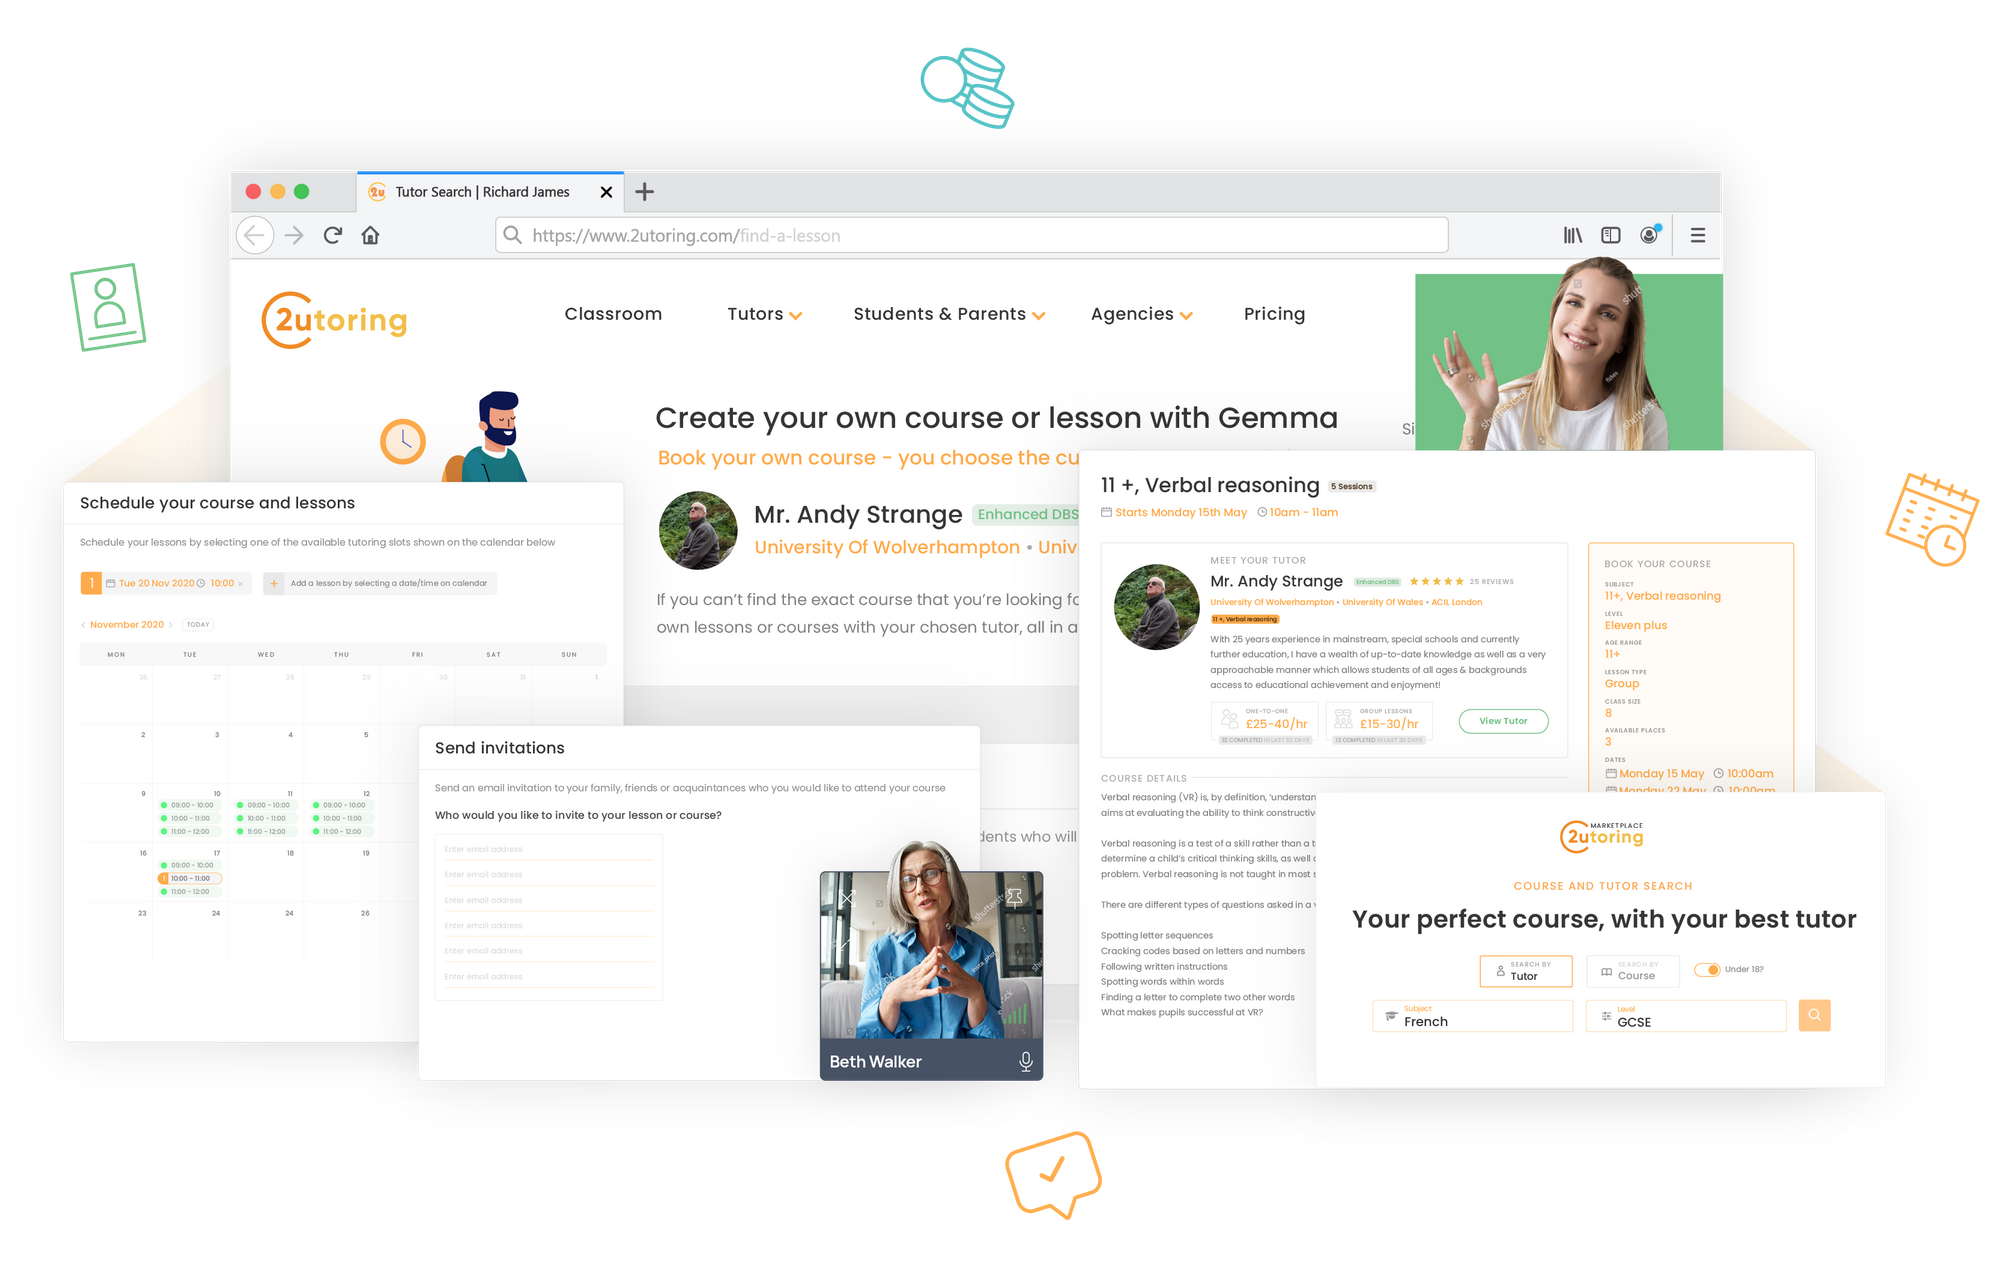 2u Tutor Search | Richard James
https://www.2utoring.com/find-a-lesson
2utoring
Classroom Tutors Students & Parents Agencies Pricing
Create your own course or lesson with Gemma
Si
Book your own course - you choose the cu
Mr. Andy Strange Enhanced DBS
University Of Wolverhampton • Univ
If you can't find the exact course that you're looking fo
own lessons or courses with your chosen tutor, all in a
dents who will
Schedule your course and lessons
Schedule your lessons by selecting one of the available tutoring slots shown on the calendar below
1 Tue 20 Nov 2020 10:00 × + Add a lesson by selecting a date/time on calendar
< November 2020 > TODAY
MON TUE WED THU FRI SAT SUN
26 27 28 29 30 31 1
2 3 4 5
9 10 11 12
09:00 - 10:00 09:00 - 10:00 09:00 - 10:00
10:00 - 11:00 10:00 - 11:00 10:00 - 11:00
11:00 - 12:00 11:00 - 12:00 11:00 - 12:00
16 17 18 19
09:00 - 10:00
1 10:00 - 11:00
11:00 - 12:00
23 24 24 26
Send invitations
Send an email invitation to your family, friends or acquaintances who you would like to attend your course
Who would you like to invite to your lesson or course?
Enter email address
Enter email address
Enter email address
Enter email address
Enter email address
Enter email address
Beth Walker
11 +, Verbal reasoning 5 Sessions
Starts Monday 15th May 10am - 11am
MEET YOUR TUTOR
Mr. Andy Strange Enhanced DBS 25 REVIEWS
University Of Wolverhampton • University Of Wales • ACIL London
11 +, Verbal reasoning
With 25 years experience in mainstream, special schools and currently
further education, I have a wealth of up-to-date knowledge as well as a very
approachable manner which allows students of all ages & backgrounds
access to educational achievement and enjoyment!
ONE-TO-ONE
£25-40/hr
32 COMPLETED IN LAST 30 DAYS
GROUP LESSONS
£15-30/hr
12 COMPLETED IN LAST 30 DAYS
View Tutor
BOOK YOUR COURSE
SUBJECT
11+, Verbal reasoning
LEVEL
Eleven plus
AGE RANGE
11+
LESSON TYPE
Group
CLASS SIZE
8
AVAILABLE PLACES
3
DATES
Monday 15 May 10:00am
Monday 22 May 10:00am
COURSE DETAILS
Verbal reasoning (VR) is, by definition, 'understan
aims at evaluating the ability to think constructiv
Verbal reasoning is a test of a skill rather than a t
determine a child's critical thinking skills, as well
problem. Verbal reasoning is not taught in most s
There are different types of questions asked in a v
Spotting letter sequences
Cracking codes based on letters and numbers
Following written instructions
Spotting words within words
Finding a letter to complete two other words
What makes pupils successful at VR?
MARKETPLACE
2utoring
COURSE AND TUTOR SEARCH
Your perfect course, with your best tutor
SEARCH BY
Tutor
SEARCH BY
Course
Under 18?
Subject
French
Level
GCSE